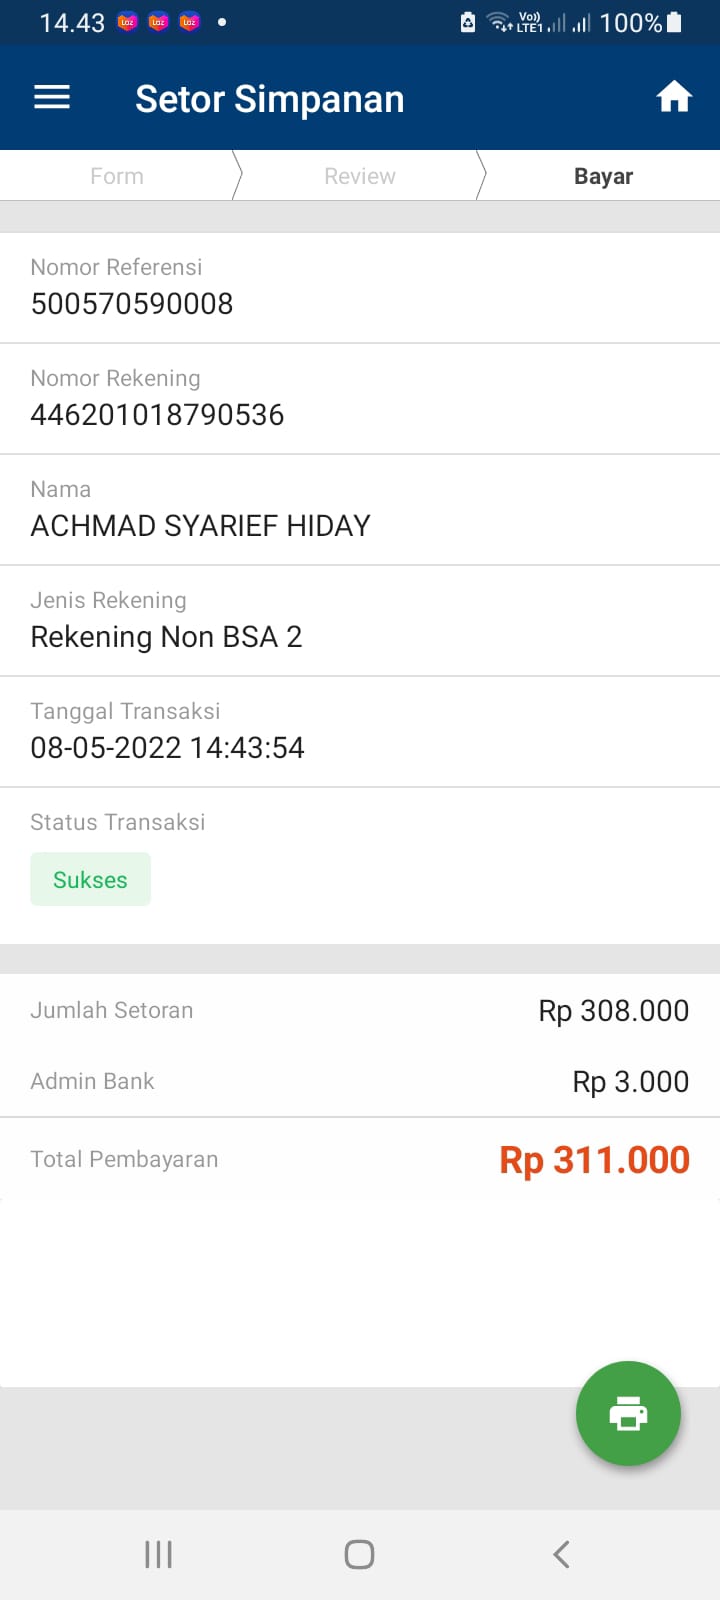 14.43
Vo))
LTE1
100%
Setor Simpanan
Form
Review
Bayar
Nomor Referensi
500570590008
Nomor Rekening
446201018790536
Nama
ACHMAD SYARIEF HIDAY
Jenis Rekening
Rekening Non BSA 2
Tanggal Transaksi
08-05-2022 14:43:54
Status Transaksi
Sukses
Jumlah Setoran Rp 308.000
Admin Bank Rp 3.000
Total Pembayaran Rp 311.000